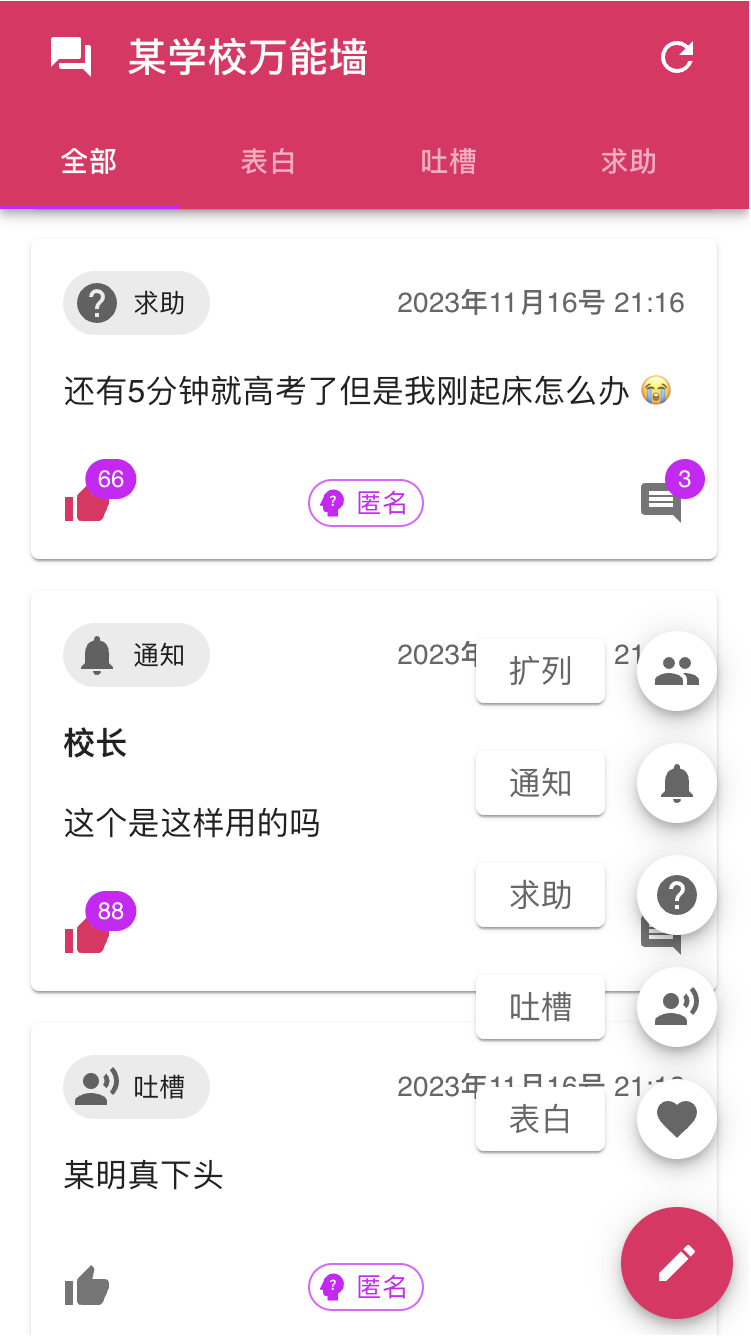 某学校万能墙
全部 表白 吐槽 求助
求助 2023年11月16号 21:16
还有5分钟就高考了但是我刚起床怎么办 😭
66 匿名 3
通知 2023年 21
扩列
校长
通知
这个是这样用的吗
求助
88
吐槽
吐槽 2023年11月16号 21:1
表白
某明真下头
匿名